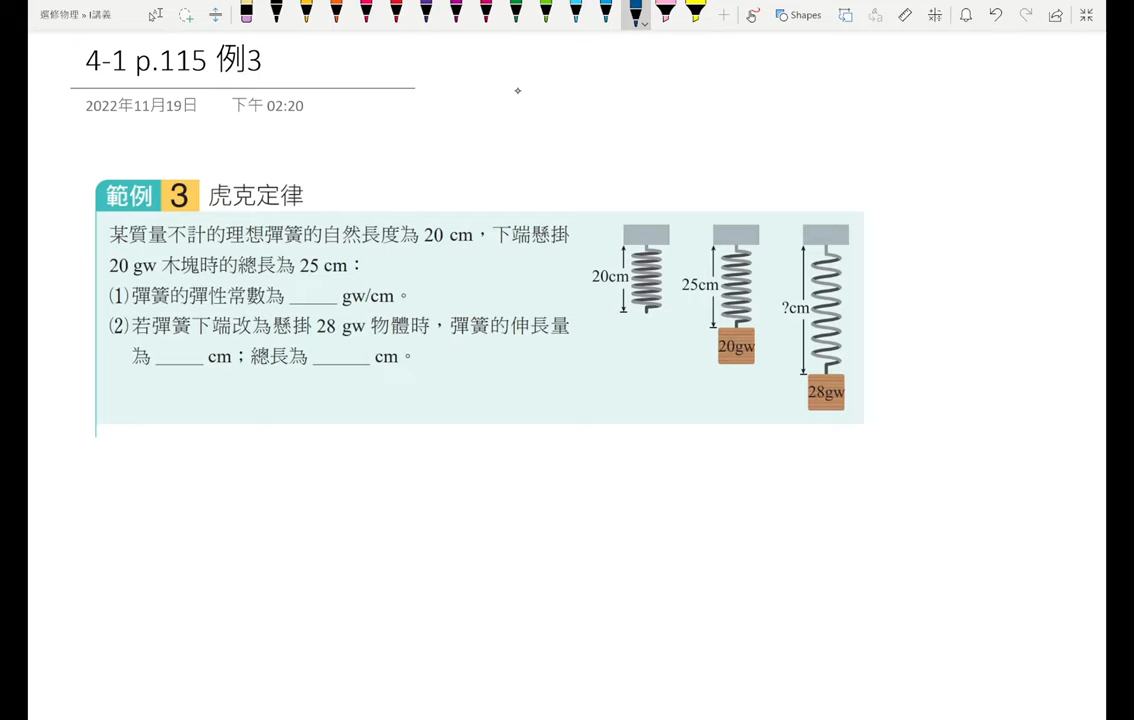 選修物理 » I講義
Shapes
4-1 p.115 例3
2022年11月19日 下午 02:20
範例 3 虎克定律
某質量不計的理想彈簧的自然長度為 20 cm，下端懸掛
20 gw 木塊時的總長為 25 cm：
⑴彈簧的彈性常數為 _____ gw/cm。
⑵若彈簧下端改為懸掛 28 gw 物體時，彈簧的伸長量
為 _____ cm；總長為 ______ cm。
20cm
25cm
?cm
20gw
28gw